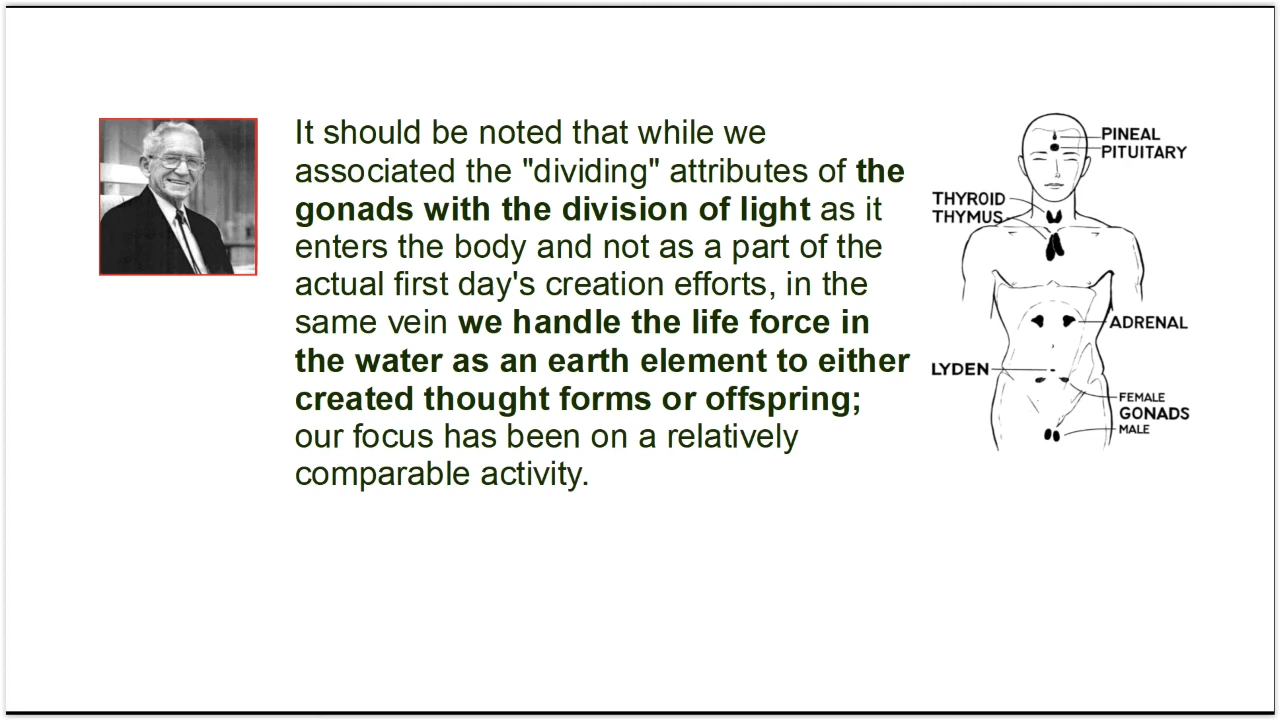 It should be noted that while we
associated the "dividing" attributes of the
gonads with the division of light as it
enters the body and not as a part of the
actual first day's creation efforts, in the
same vein we handle the life force in
the water as an earth element to either
created thought forms or offspring;
our focus has been on a relatively
comparable activity.
PINEAL
PITUITARY
THYROID
THYMUS
ADRENAL
LYDEN
FEMALE
GONADS
MALE